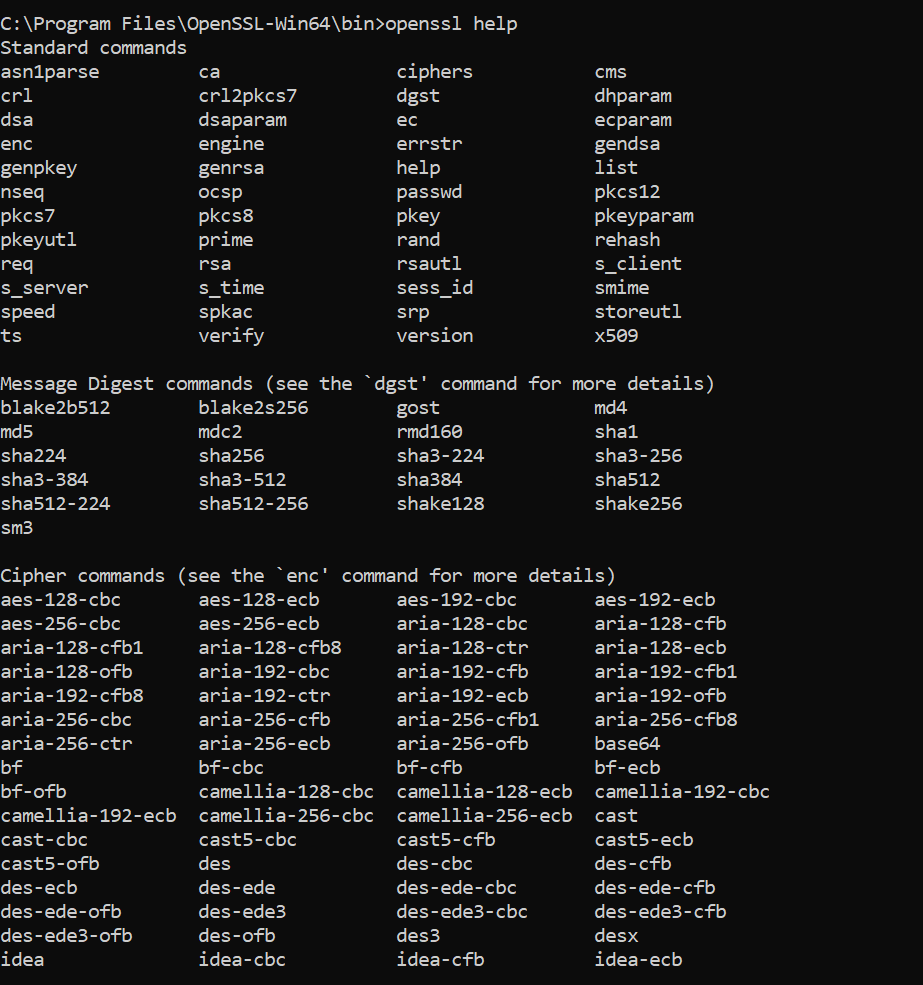 C:\Program Files\OpenSSL-Win64\bin>openssl help
Standard commands
asn1parse         ca                ciphers           cms
crl               crl2pkcs7         dgst              dhparam
dsa               dsaparam          ec                ecparam
enc               engine            errstr            gendsa
genpkey           genrsa            help              list
nseq              ocsp              passwd            pkcs12
pkcs7             pkcs8             pkey              pkeyparam
pkeyutl           prime             rand              rehash
req               rsa               rsautl            s_client
s_server          s_time            sess_id           smime
speed             spkac             srp               storeutl
ts                verify            version           x509

Message Digest commands (see the `dgst' command for more details)
blake2b512        blake2s256        gost              md4
md5               mdc2              rmd160            sha1
sha224            sha256            sha3-224          sha3-256
sha3-384          sha3-512          sha384            sha512
sha512-224        sha512-256        shake128          shake256
sm3

Cipher commands (see the `enc' command for more details)
aes-128-cbc       aes-128-ecb       aes-192-cbc       aes-192-ecb
aes-256-cbc       aes-256-ecb       aria-128-cbc      aria-128-cfb
aria-128-cfb1     aria-128-cfb8     aria-128-ctr      aria-128-ecb
aria-128-ofb      aria-192-cbc      aria-192-cfb      aria-192-cfb1
aria-192-cfb8     aria-192-ctr      aria-192-ecb      aria-192-ofb
aria-256-cbc      aria-256-cfb      aria-256-cfb1     aria-256-cfb8
aria-256-ctr      aria-256-ecb      aria-256-ofb      base64
bf                bf-cbc            bf-cfb            bf-ecb
bf-ofb            camellia-128-cbc  camellia-128-ecb  camellia-192-cbc
camellia-192-ecb  camellia-256-cbc  camellia-256-ecb  cast
cast-cbc          cast5-cbc         cast5-cfb         cast5-ecb
cast5-ofb         des               des-cbc           des-cfb
des-ecb           des-ede           des-ede-cbc       des-ede-cfb
des-ede-ofb       des-ede3          des-ede3-cbc      des-ede3-cfb
des-ede3-ofb      des-ofb           des3              desx
idea              idea-cbc          idea-cfb          idea-ecb